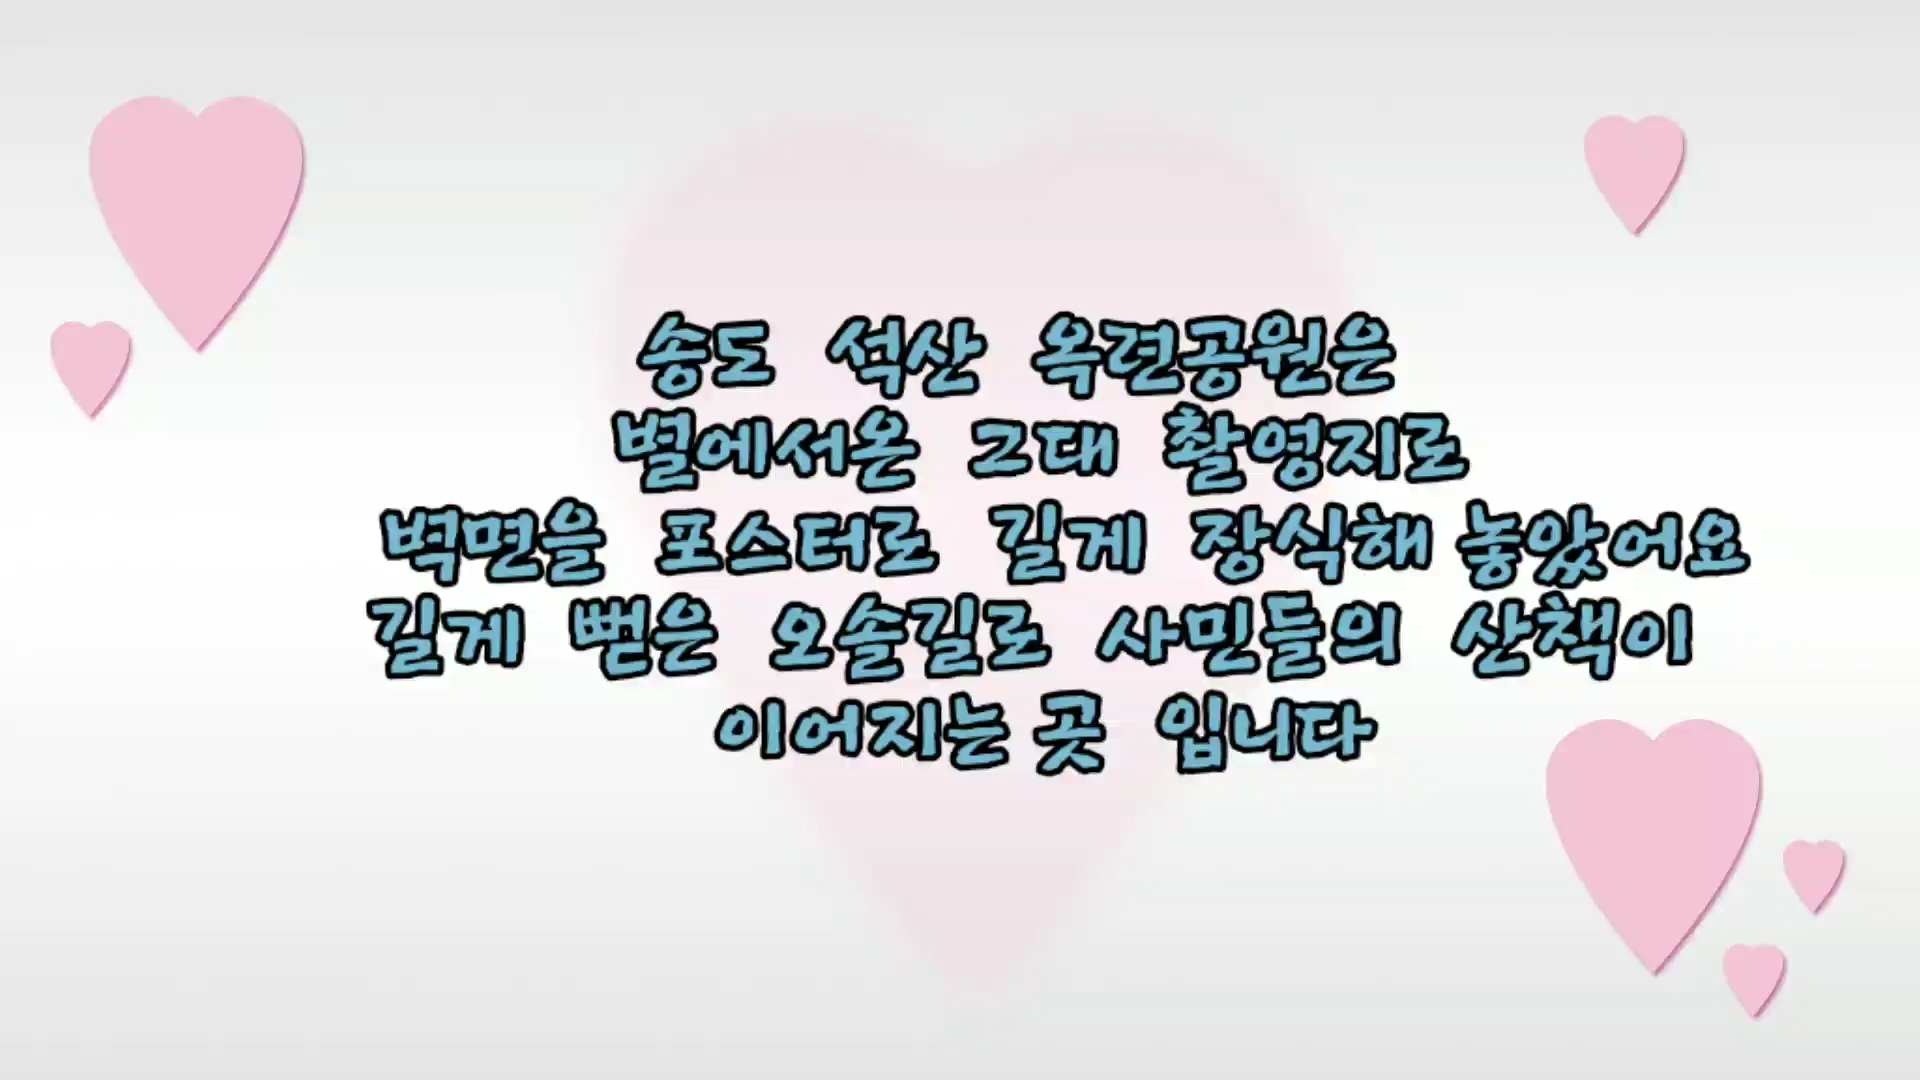 송도 석산 옥련공원은
별에서온 그대 촬영지로
벽면을 포스터로 길게 장식해 놓았어요
길게 뻗은 오솔길로 사민들의 산책이
이어지는 곳 입니다